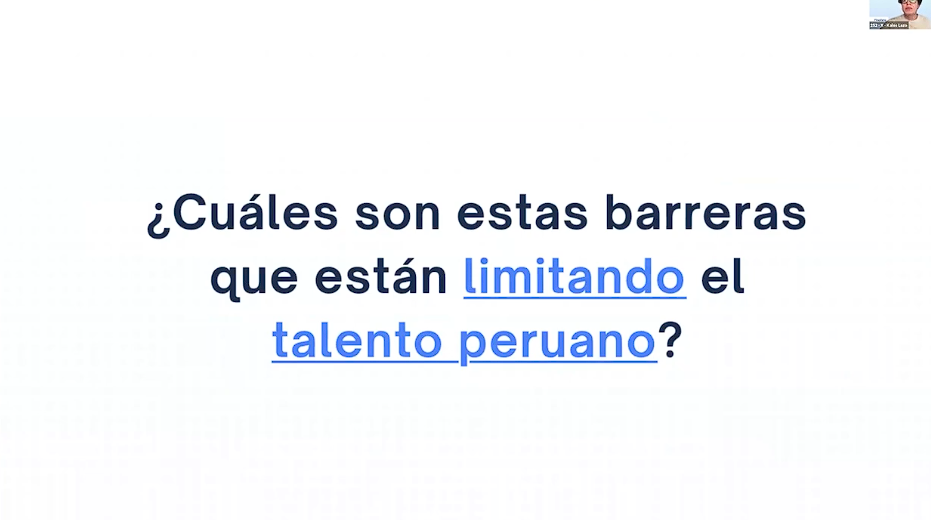 ¿Cuáles son estas barreras
que están limitando el
talento peruano?